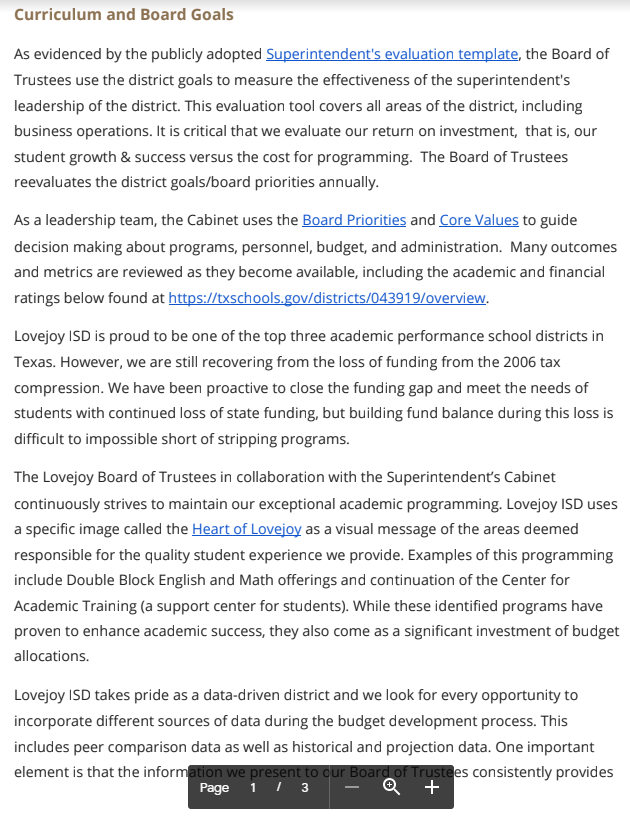 Curriculum and Board Goals
As evidenced by the publicly adopted Superintendent's evaluation template, the Board of
Trustees use the district goals to measure the effectiveness of the superintendent's
leadership of the district. This evaluation tool covers all areas of the district, including
business operations. It is critical that we evaluate our return on investment,  that is, our
student growth & success versus the cost for programming.  The Board of Trustees
reevaluates the district goals/board priorities annually.
As a leadership team, the Cabinet uses the Board Priorities and Core Values to guide
decision making about programs, personnel, budget, and administration.  Many outcomes
and metrics are reviewed as they become available, including the academic and financial
ratings below found at https://txschools.gov/districts/043919/overview.
Lovejoy ISD is proud to be one of the top three academic performance school districts in
Texas. However, we are still recovering from the loss of funding from the 2006 tax
compression. We have been proactive to close the funding gap and meet the needs of
students with continued loss of state funding, but building fund balance during this loss is
difficult to impossible short of stripping programs.
The Lovejoy Board of Trustees in collaboration with the Superintendent’s Cabinet
continuously strives to maintain our exceptional academic programming. Lovejoy ISD uses
a specific image called the Heart of Lovejoy as a visual message of the areas deemed
responsible for the quality student experience we provide. Examples of this programming
include Double Block English and Math offerings and continuation of the Center for
Academic Training (a support center for students). While these identified programs have
proven to enhance academic success, they also come as a significant investment of budget
allocations.
Lovejoy ISD takes pride as a data-driven district and we look for every opportunity to
incorporate different sources of data during the budget development process. This
includes peer comparison data as well as historical and projection data. One important
element is that the information we present to our Board of Trustees consistently provides
Page 1 / 3